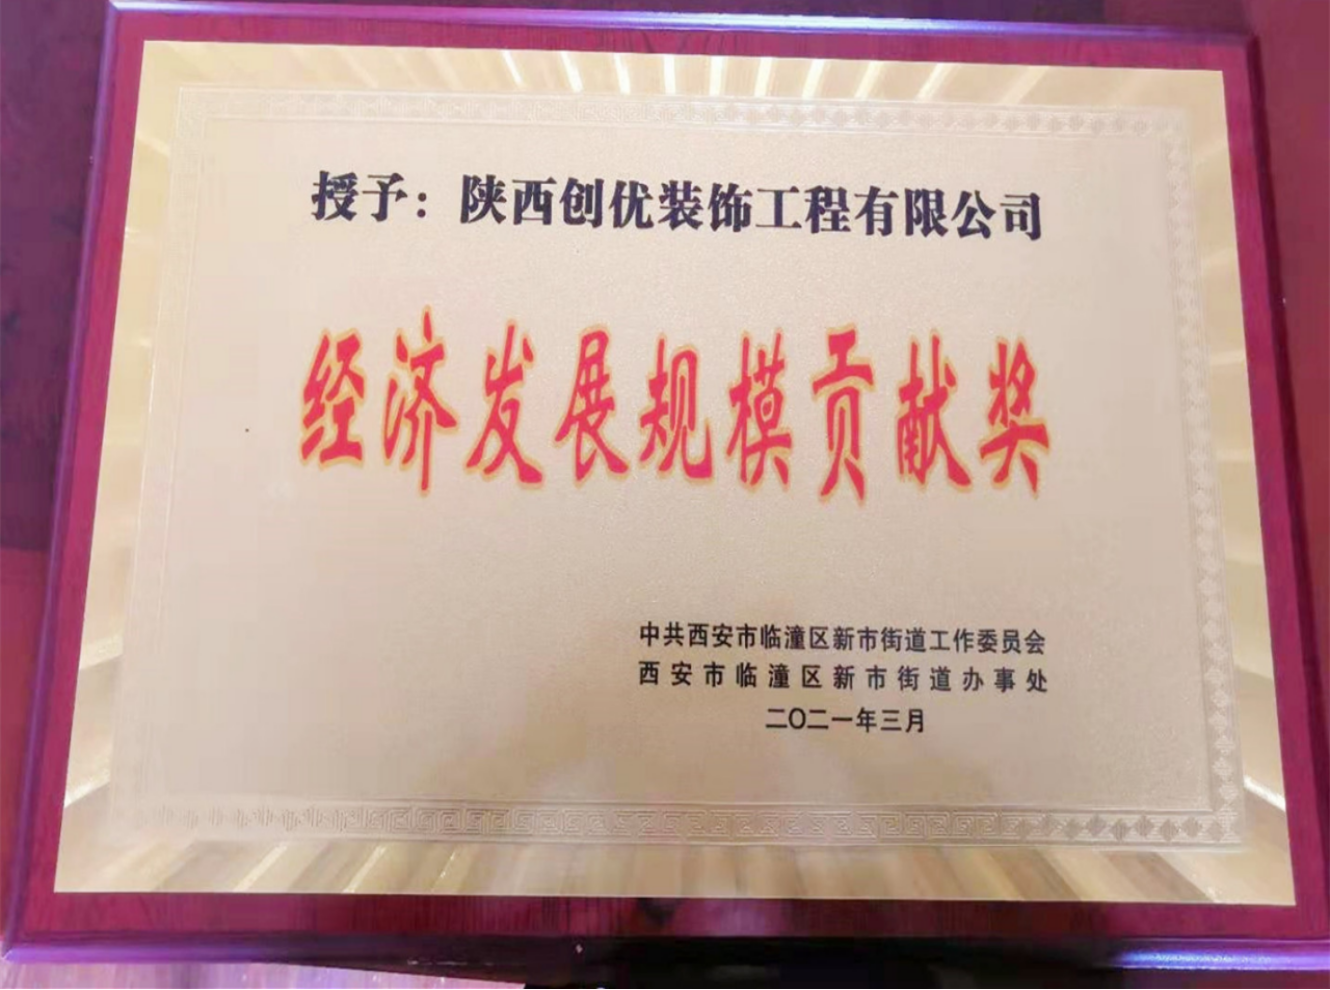 授予：陕西创优装饰工程有限公司
经济发展规模贡献奖
中共西安市临潼区新市街道工作委员会
西安市临潼区新市街道办事处
二〇二一年三月